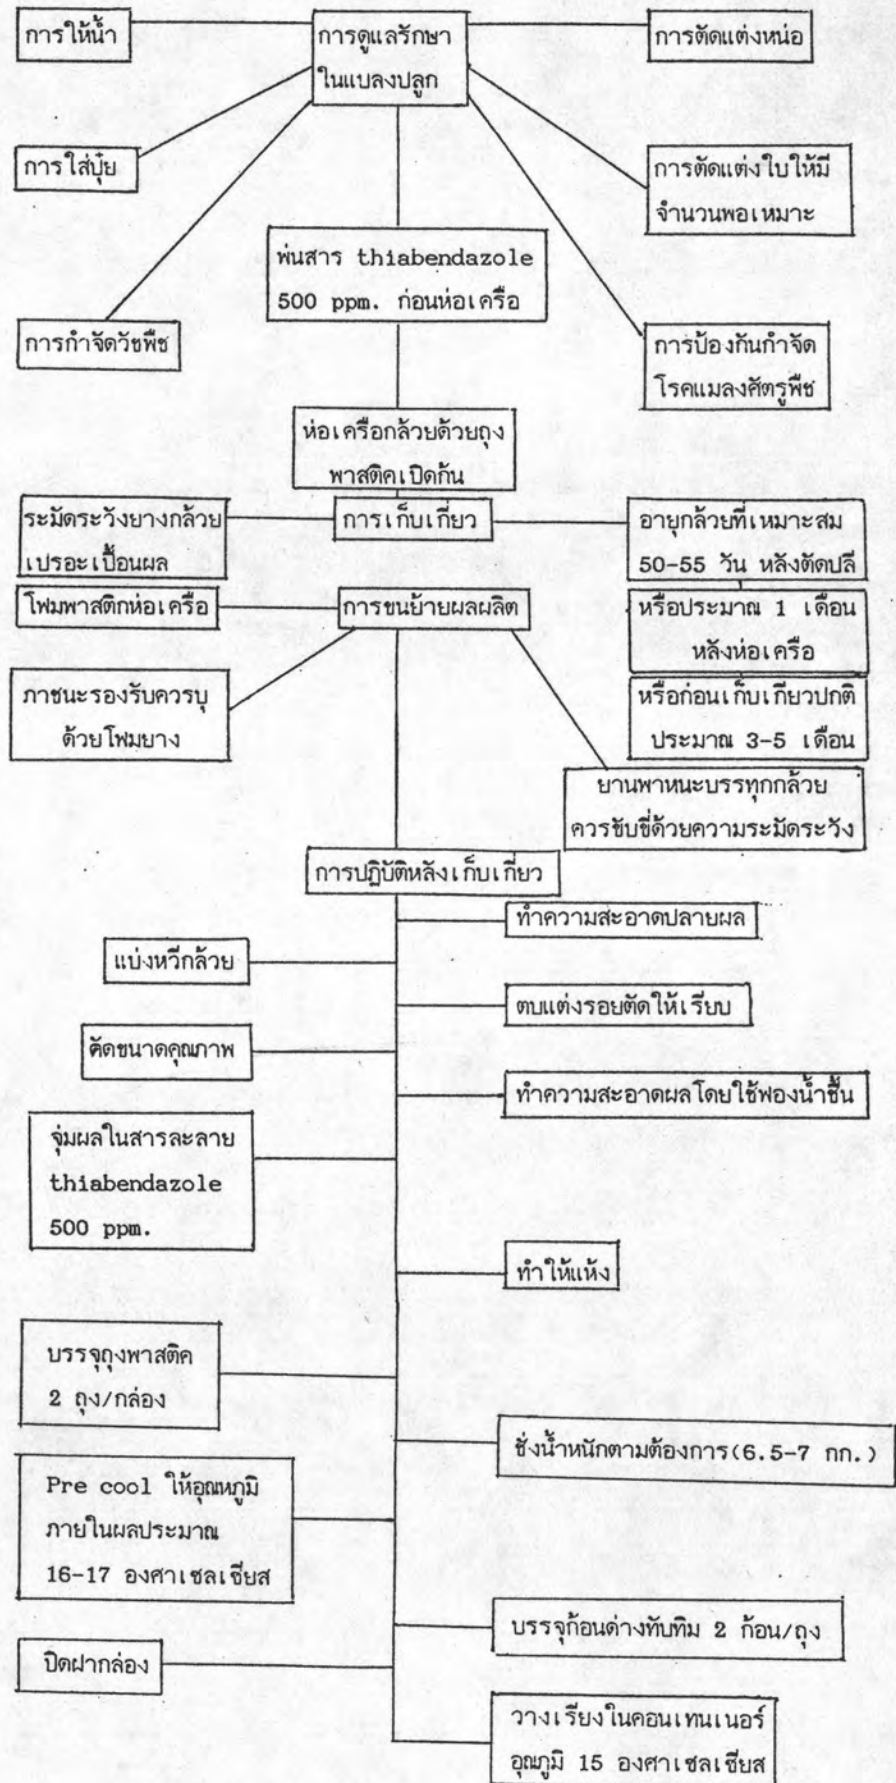 การให้น้ำ
การดูแลรักษา
ในแปลงปลูก
การตัดแต่งหน่อ
การใส่ปุ๋ย
การตัดแต่งใบให้มี
จำนวนพอเหมาะ
พ่นสาร thiabendazole
500 ppm. ก่อนห่อเครือ
การกำจัดวัชพืช
การป้องกันกำจัด
โรคแมลงศัตรูพืช
ห่อเครือกล้วยด้วยถุง
พาสติคเปิดก้น
ระมัดระวังยางกล้วย
เปรอะเปื้อนผล
การเก็บเกี่ยว
อายุกล้วยที่เหมาะสม
50-55 วัน หลังตัดปลี
โฟมพาสติกห่อเครือ
การขนย้ายผลผลิต
หรือประมาณ 1 เดือน
หลังห่อเครือ
ภาชนะรองรับควรบุ
ด้วยโฟมยาง
หรือก่อนเก็บเกี่ยวปกติ
ประมาณ 3-5 เดือน
ยานพาหนะบรรทุกกล้วย
ควรขับขี่ด้วยความระมัดระวัง
การปฏิบัติหลังเก็บเกี่ยว
ทำความสะอาดปลายผล
แบ่งหวีกล้วย
ตบแต่งรอยตัดให้เรียบ
คัดขนาดคุณภาพ
ทำความสะอาดผลโดยใช้ฟองน้ำชื้น
จุ่มผลในสารละลาย
thiabendazole
500 ppm.
ทำให้แห้ง
บรรจุถุงพาสติค
2 ถุง/กล่อง
ชั่งน้ำหนักตามต้องการ(6.5-7 กก.)
Pre cool ให้อุณหภูมิ
ภายในผลประมาณ
16-17 องศาเซลเซียส
บรรจุก้อนด่างทับทิม 2 ก้อน/ถุง
ปิดฝากล่อง
วางเรียงในคอนเทนเนอร์
อุณภูมิ 15 องศาเซลเซียส